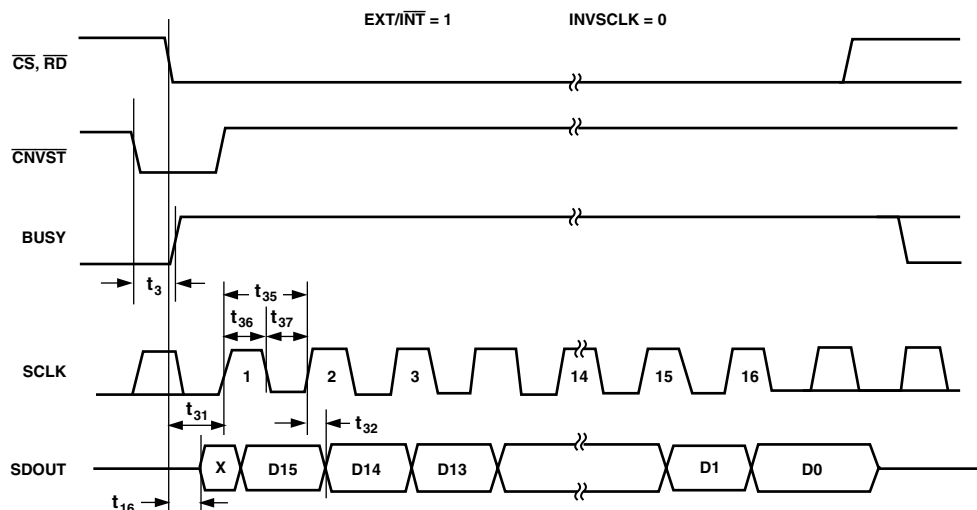 EXT/INT = 1 INVSCLK = 0
CS, RD
CNVST
BUSY
t3
t35
t36 t37
SCLK
1 2 3 14 15 16
t31
t32
SDOUT
X D15 D14 D13 D1 D0
t16